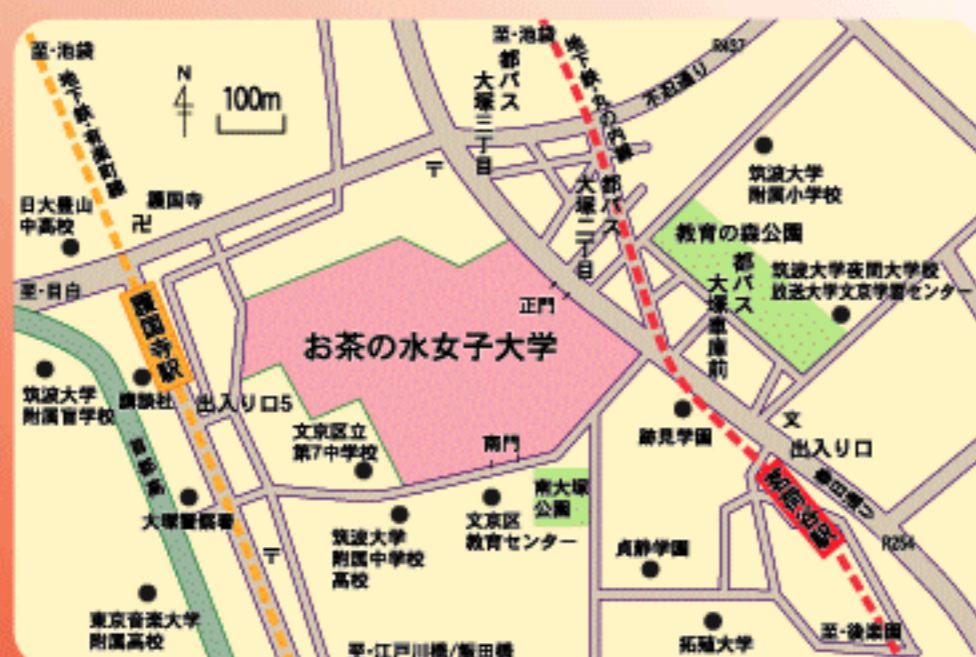 至・池袋
地下鉄・有楽町線
N
100m
至・池袋
地下鉄・丸の内線
都バス
大塚三丁目
R437
不忍通り
〒
日大豊山
中高校
護国寺
卍
至・目白
護国寺駅
都バス
大塚二丁目
筑波大学
附属小学校
教育の森公園
都バス
大塚車庫前
筑波大学夜間大学校
放送大学文京学習センター
正門
お茶の水女子大学
筑波大学
附属盲学校
講談社
出入り口5
文京区立
第7中学校
南門
跡見学園
文
出入り口
茗荷谷駅
春日通り
R254
大塚警察署
〒
筑波大学
附属中学校
高校
文京区
教育センター
南大塚
公園
貞静学園
東京音楽大学
附属高校
至・江戸川橋/飯田橋
拓殖大学
至・後楽園